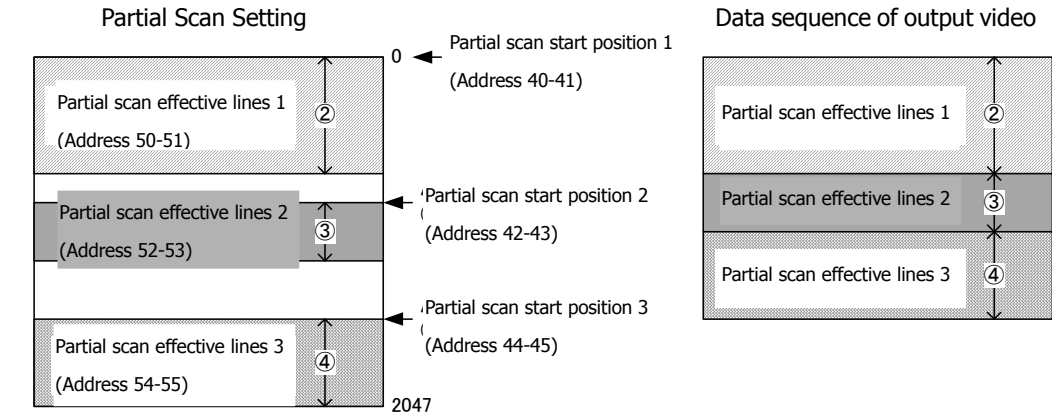 Partial Scan Setting
0
Partial scan start position 1
(Address 40-41)
Partial scan effective lines 1
(Address 50-51)
②
Partial scan start position 2
(Address 42-43)
Partial scan effective lines 2
(Address 52-53)
③
Partial scan start position 3
(Address 44-45)
Partial scan effective lines 3
(Address 54-55)
④
2047
Data sequence of output video
Partial scan effective lines 1
②
Partial scan effective lines 2
③
Partial scan effective lines 3
④